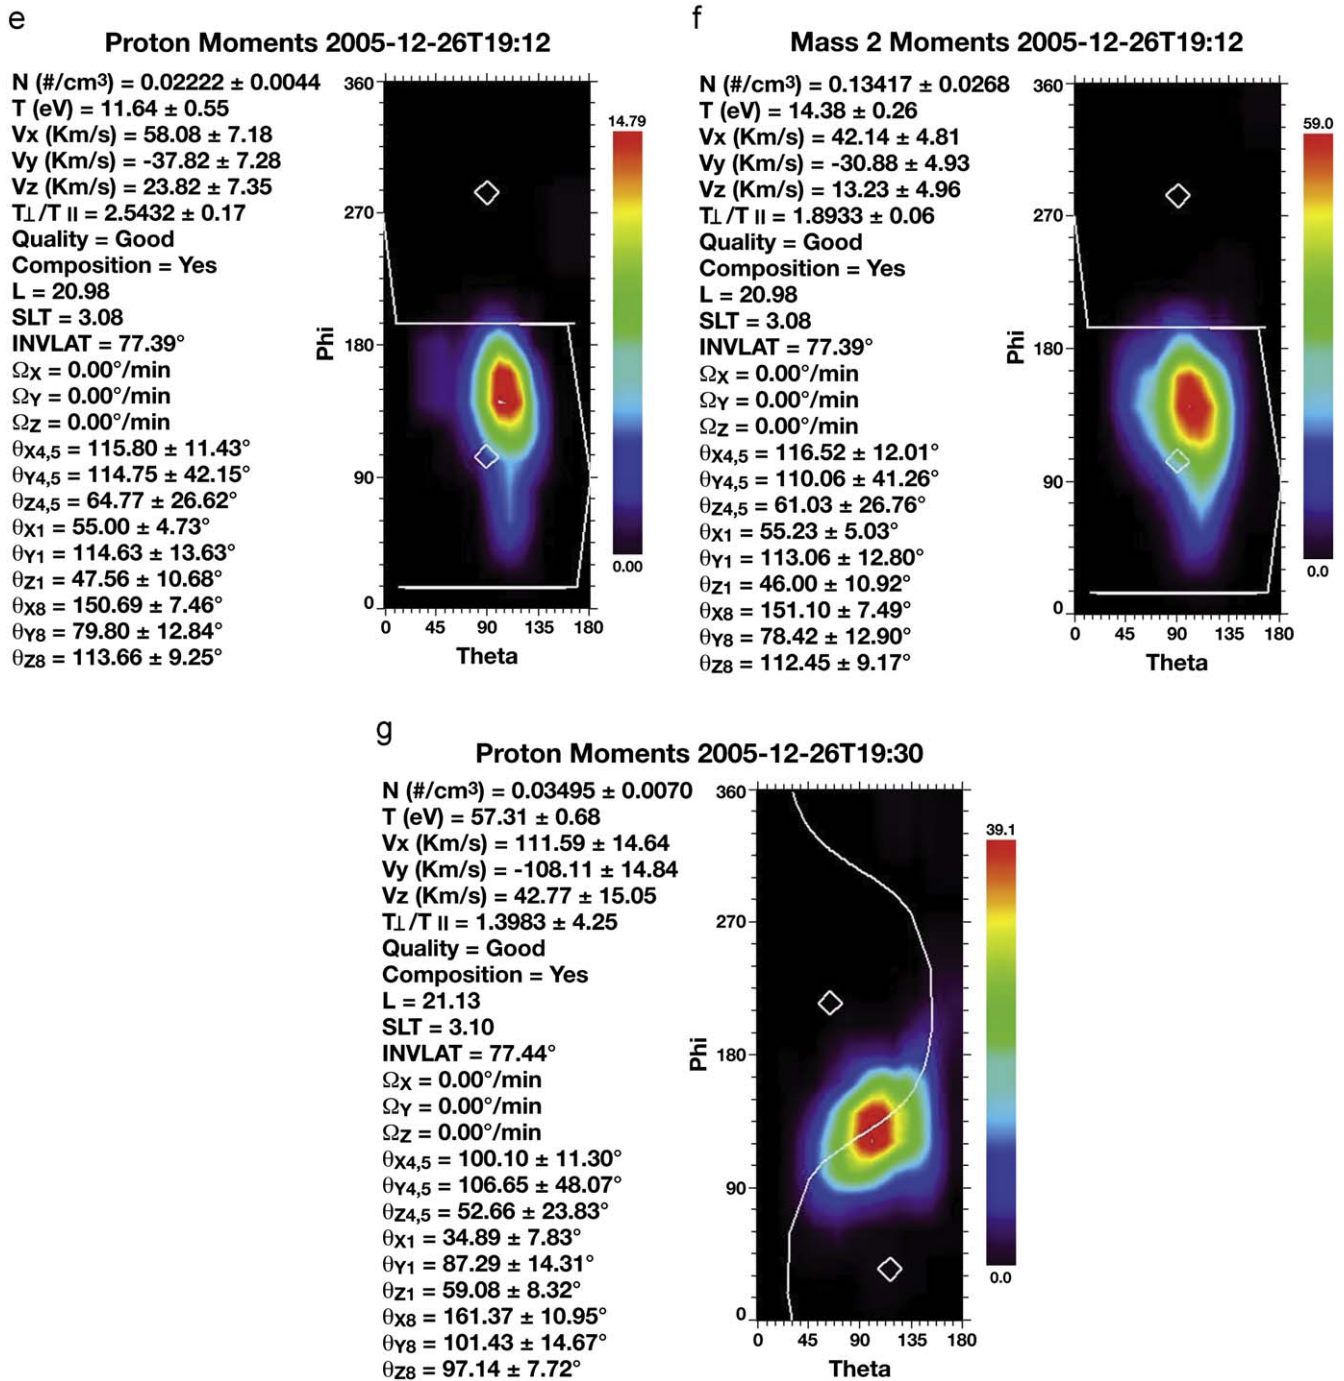 e
Proton Moments 2005-12-26T19:12
N (#/cm3) = 0.02222 ± 0.0044
T (eV) = 11.64 ± 0.55
Vx (Km/s) = 58.08 ± 7.18
Vy (Km/s) = -37.82 ± 7.28
Vz (Km/s) = 23.82 ± 7.35
T⊥/T || = 2.5432 ± 0.17
Quality = Good
Composition = Yes
L = 20.98
SLT = 3.08
INVLAT = 77.39°
ΩX = 0.00°/min
ΩY = 0.00°/min
ΩZ = 0.00°/min
θX4,5 = 115.80 ± 11.43°
θY4,5 = 114.75 ± 42.15°
θZ4,5 = 64.77 ± 26.62°
θX1 = 55.00 ± 4.73°
θY1 = 114.63 ± 13.63°
θZ1 = 47.56 ± 10.68°
θX8 = 150.69 ± 7.46°
θY8 = 79.80 ± 12.84°
θZ8 = 113.66 ± 9.25°
360
270
180
90
0
Phi
0 45 90 135 180
Theta
14.79
0.00
f
Mass 2 Moments 2005-12-26T19:12
N (#/cm3) = 0.13417 ± 0.0268
T (eV) = 14.38 ± 0.26
Vx (Km/s) = 42.14 ± 4.81
Vy (Km/s) = -30.88 ± 4.93
Vz (Km/s) = 13.23 ± 4.96
T⊥/T || = 1.8933 ± 0.06
Quality = Good
Composition = Yes
L = 20.98
SLT = 3.08
INVLAT = 77.39°
ΩX = 0.00°/min
ΩY = 0.00°/min
ΩZ = 0.00°/min
θX4,5 = 116.52 ± 12.01°
θY4,5 = 110.06 ± 41.26°
θZ4,5 = 61.03 ± 26.76°
θX1 = 55.23 ± 5.03°
θY1 = 113.06 ± 12.80°
θZ1 = 46.00 ± 10.92°
θX8 = 151.10 ± 7.49°
θY8 = 78.42 ± 12.90°
θZ8 = 112.45 ± 9.17°
360
270
180
90
0
Phi
0 45 90 135 180
Theta
59.0
0.0
g
Proton Moments 2005-12-26T19:30
N (#/cm3) = 0.03495 ± 0.0070
T (eV) = 57.31 ± 0.68
Vx (Km/s) = 111.59 ± 14.64
Vy (Km/s) = -108.11 ± 14.84
Vz (Km/s) = 42.77 ± 15.05
T⊥/T || = 1.3983 ± 4.25
Quality = Good
Composition = Yes
L = 21.13
SLT = 3.10
INVLAT = 77.44°
ΩX = 0.00°/min
ΩY = 0.00°/min
ΩZ = 0.00°/min
θX4,5 = 100.10 ± 11.30°
θY4,5 = 106.65 ± 48.07°
θZ4,5 = 52.66 ± 23.83°
θX1 = 34.89 ± 7.83°
θY1 = 87.29 ± 14.31°
θZ1 = 59.08 ± 8.32°
θX8 = 161.37 ± 10.95°
θY8 = 101.43 ± 14.67°
θZ8 = 97.14 ± 7.72°
360
270
180
90
0
Phi
0 45 90 135 180
Theta
39.1
0.0